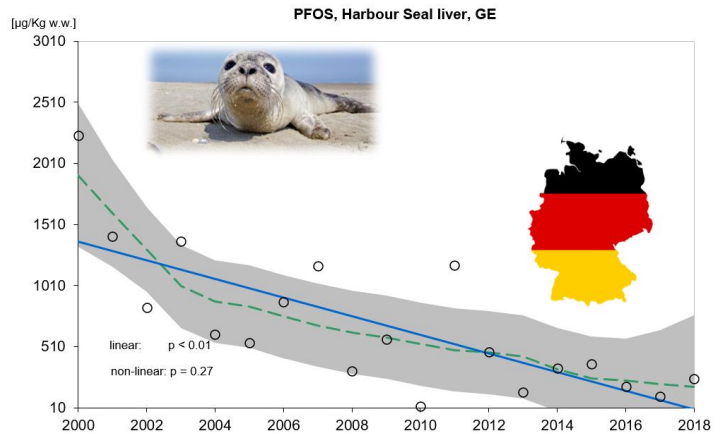 PFOS, Harbour Seal liver, GE
[µg/Kg w.w.]
3010
2510
2010
1510
1010
510
10
linear: p < 0.01
non-linear: p = 0.27
2000 2002 2004 2006 2008 2010 2012 2014 2016 2018